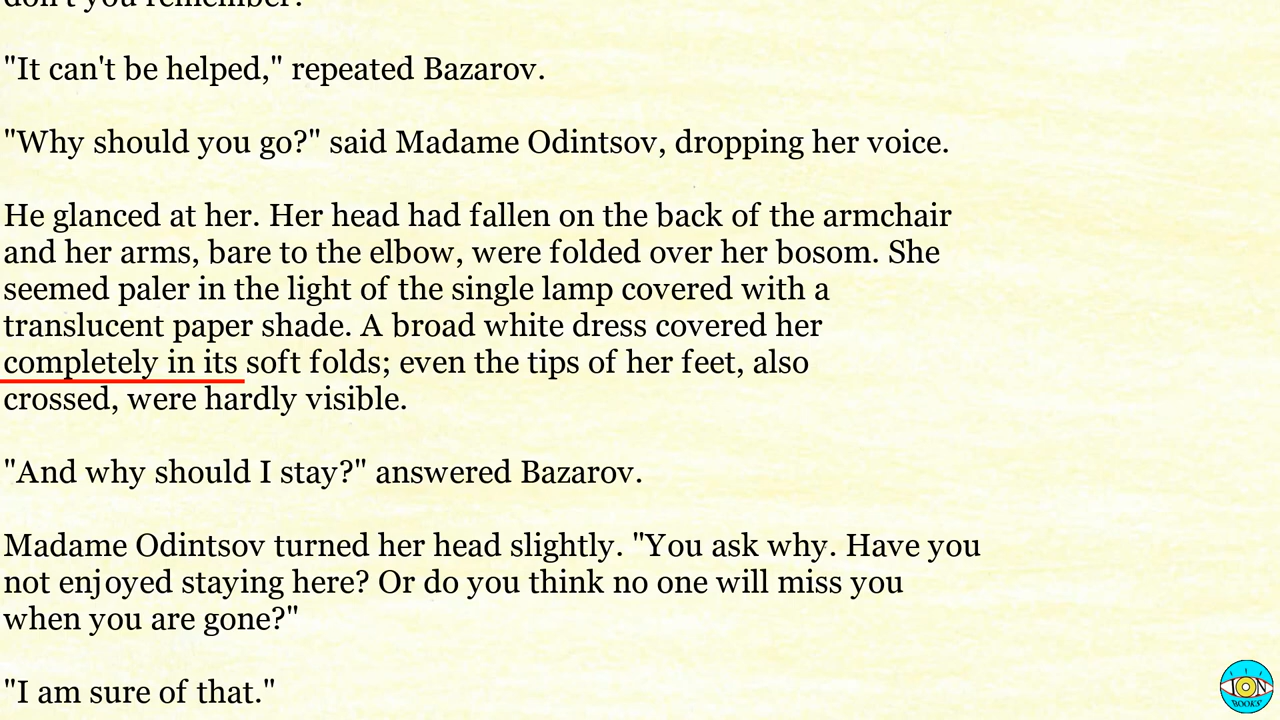 don't you remember?
"It can't be helped," repeated Bazarov.
"Why should you go?" said Madame Odintsov, dropping her voice.
He glanced at her. Her head had fallen on the back of the armchair
and her arms, bare to the elbow, were folded over her bosom. She
seemed paler in the light of the single lamp covered with a
translucent paper shade. A broad white dress covered her
completely in its soft folds; even the tips of her feet, also
crossed, were hardly visible.
"And why should I stay?" answered Bazarov.
Madame Odintsov turned her head slightly. "You ask why. Have you
not enjoyed staying here? Or do you think no one will miss you
when you are gone?"
"I am sure of that."
ION
BOOKS